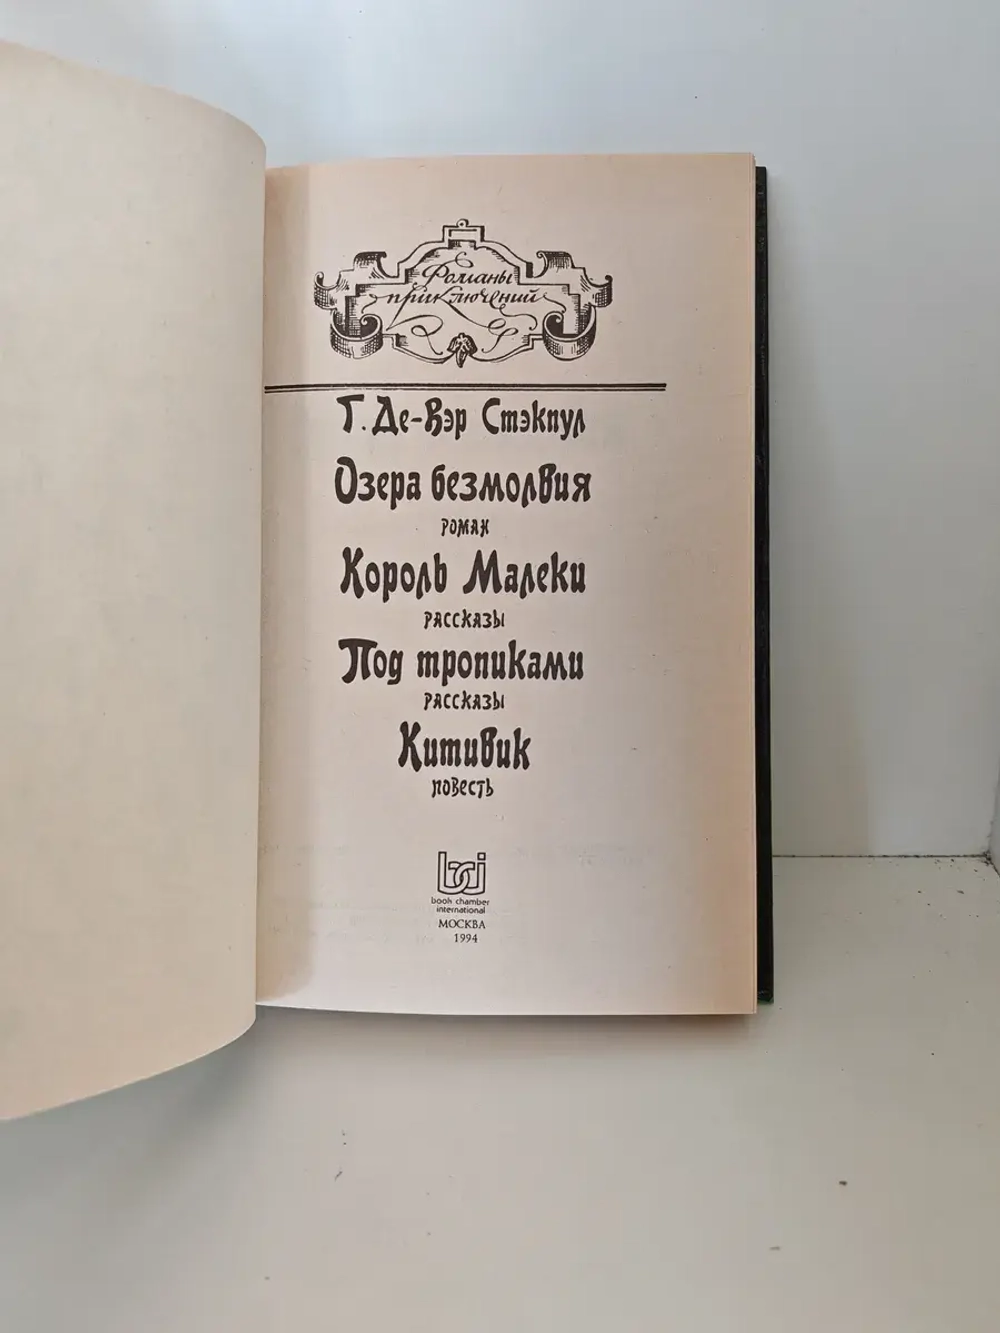 Романы
приключений
Г. Де-Вэр Стэкпул
Озера безмолвия
роман
Король Малеки
рассказы
Под тропиками
рассказы
Китивик
повесть
bci
book chamber
international
МОСКВА
1994